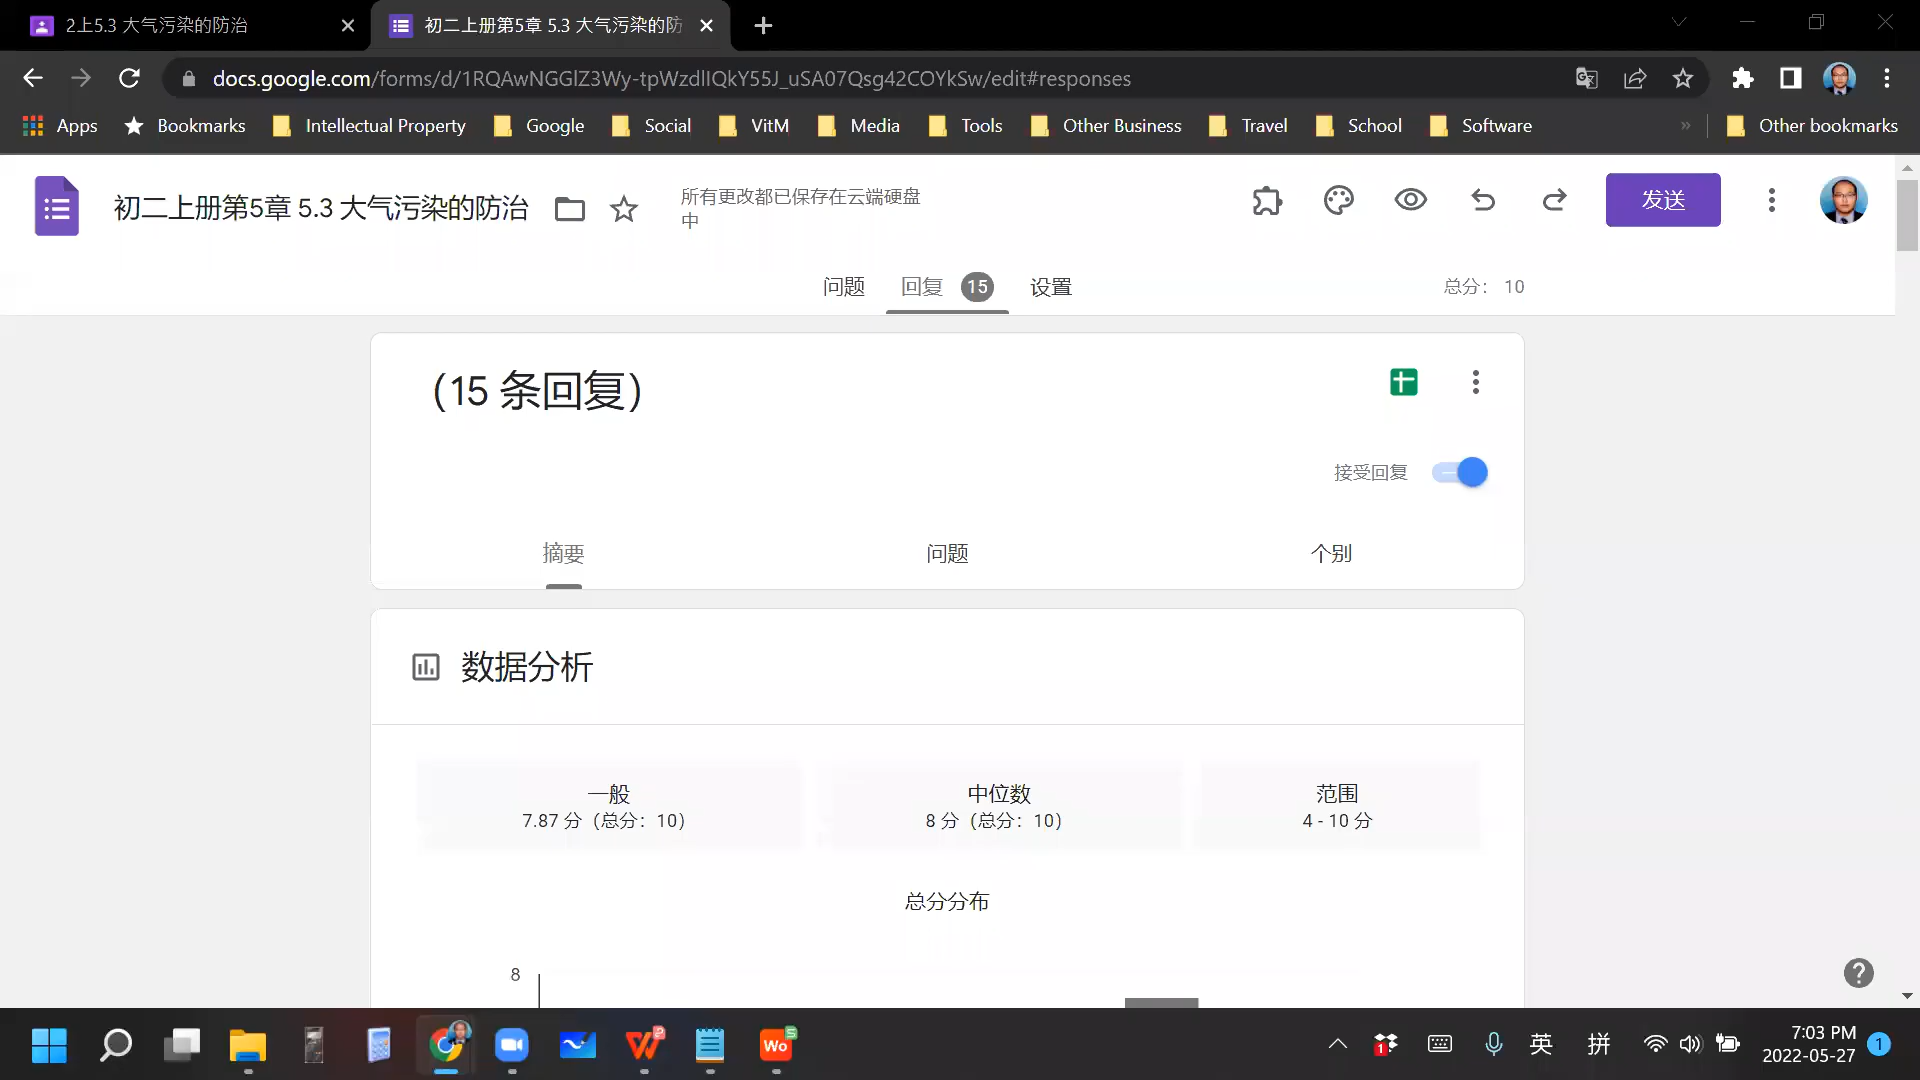 2上5.3 大气污染的防治
初二上册第5章 5.3 大气污染的防
docs.google.com/forms/d/1RQAwNGGlZ3Wy-tpWzdlIQkY55J_uSA07Qsg42COYkSw/edit#responses
Apps Bookmarks Intellectual Property Google Social VitM Media Tools Other Business Travel School Software » Other bookmarks
初二上册第5章 5.3 大气污染的防治
所有更改都已保存在云端硬盘
中
发送
问题 回复 15 设置 总分： 10
（15 条回复）
接受回复
摘要 问题 个别
数据分析
一般 中位数 范围
7.87 分（总分：10） 8 分（总分：10） 4 - 10 分
总分分布
8
W P Wo S
1 英 拼
7:03 PM
2022-05-27 1